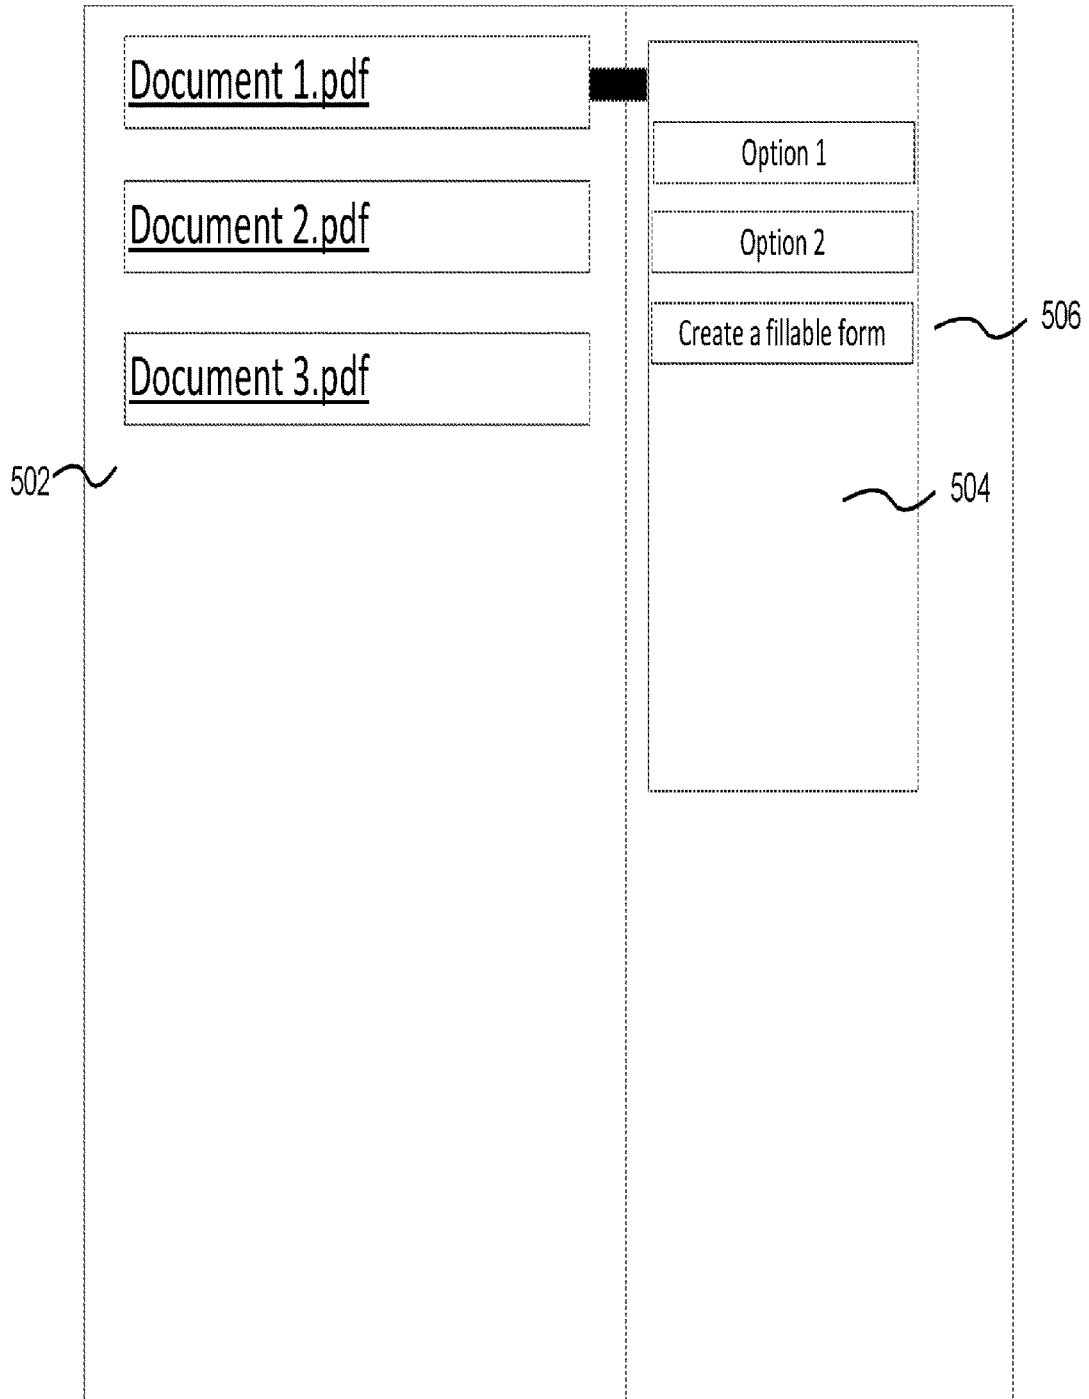 Document 1.pdf
Option 1
Document 2.pdf
Option 2
506
Create a fillable form
Document 3.pdf
502
504